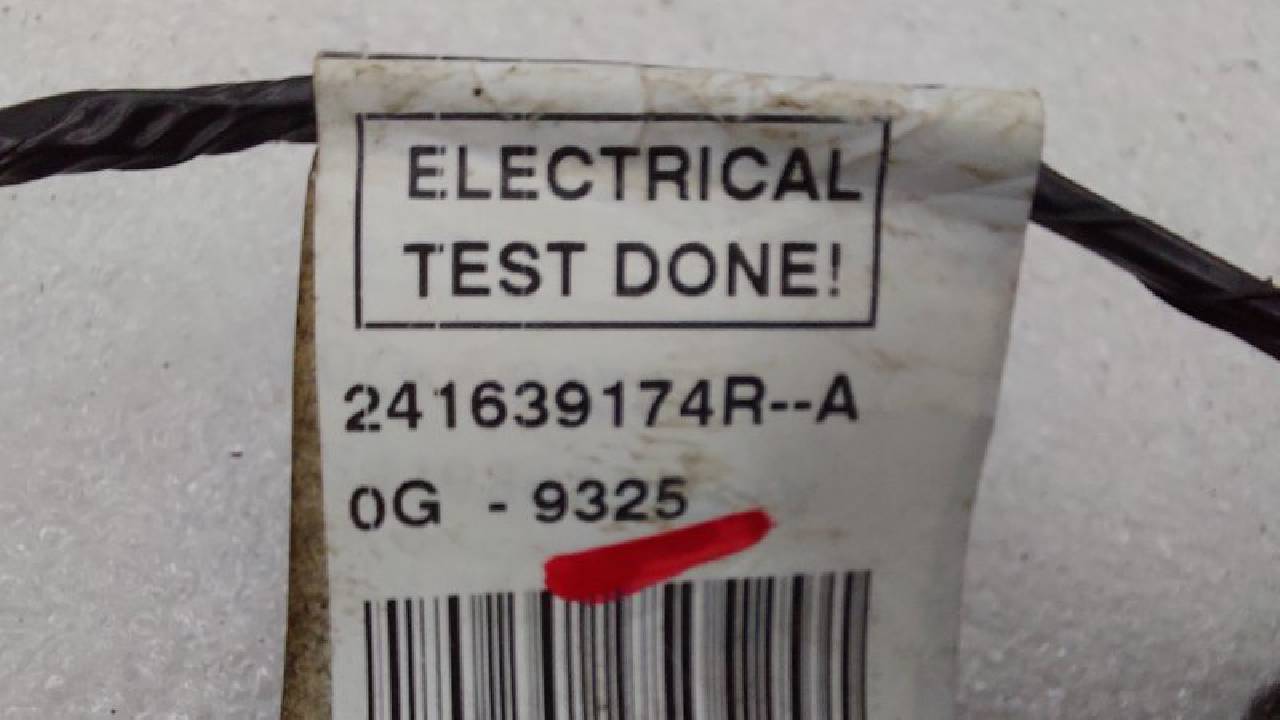 ELECTRICAL
TEST DONE!
241639174R--A
0G - 9325